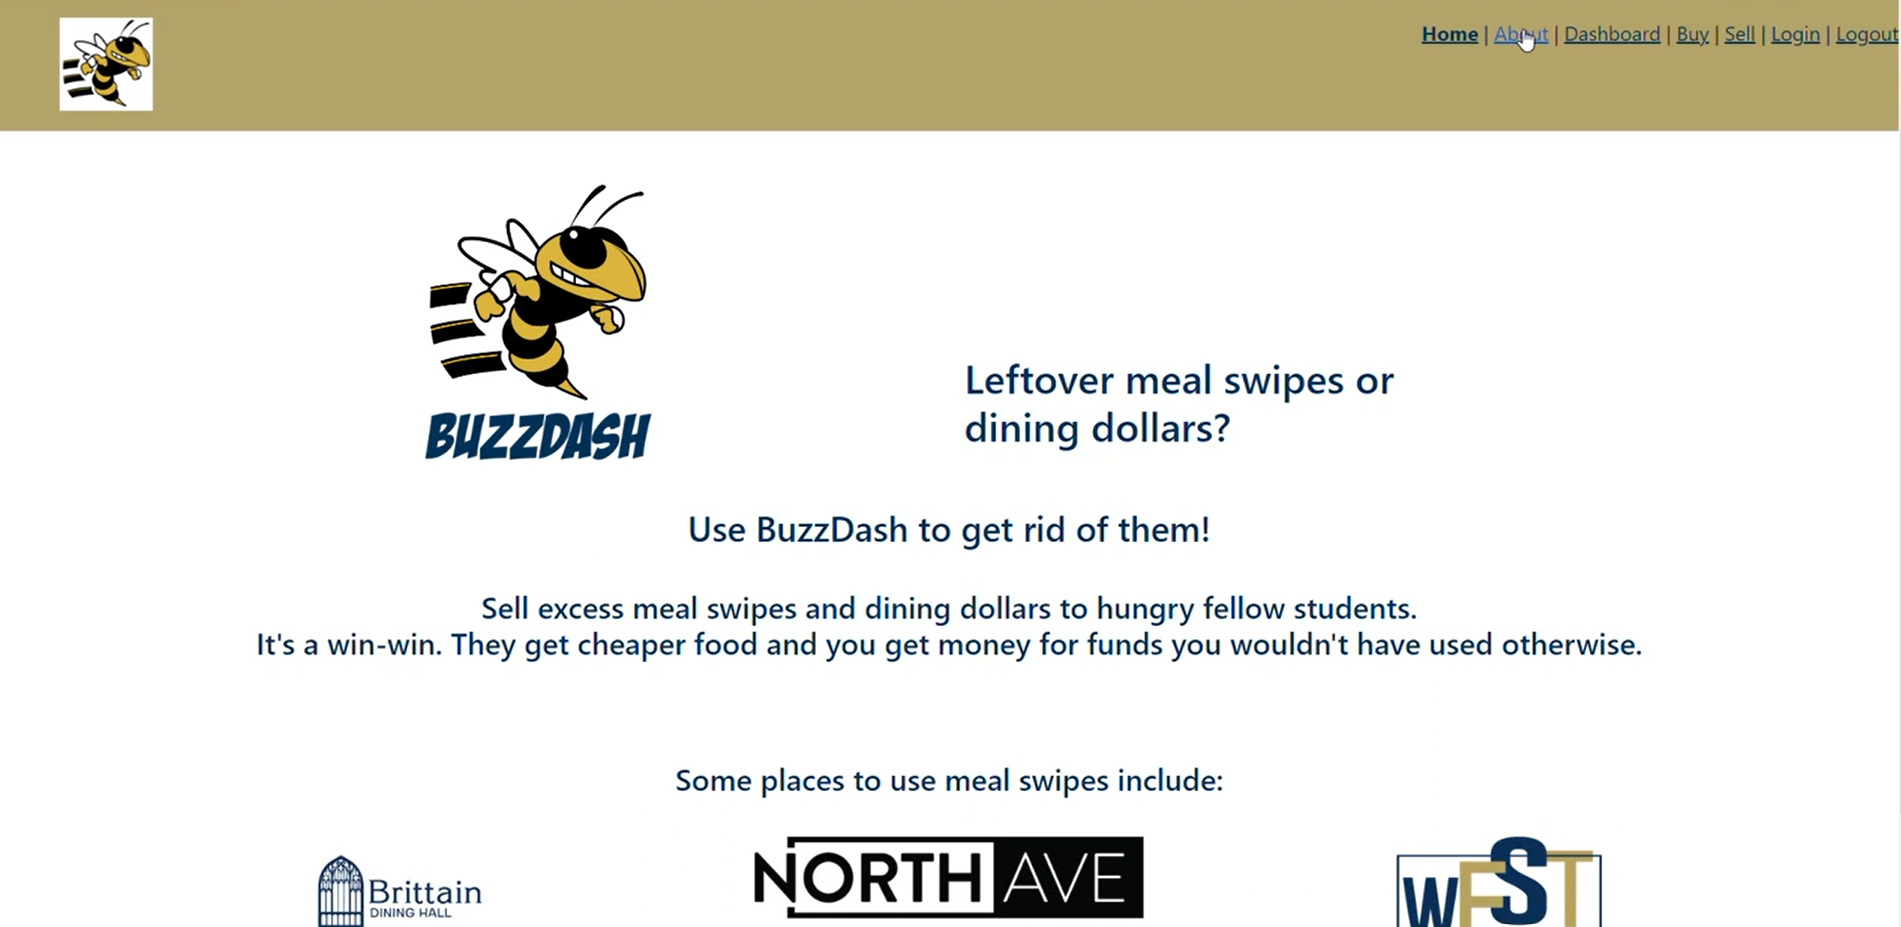 Home | About | Dashboard | Buy | Sell | Login | Logout
BUZZDASH
Leftover meal swipes or
dining dollars?
Use BuzzDash to get rid of them!
Sell excess meal swipes and dining dollars to hungry fellow students.
It's a win-win. They get cheaper food and you get money for funds you wouldn't have used otherwise.
Some places to use meal swipes include:
Brittain
DINING HALL
NORTH AVE
WEST